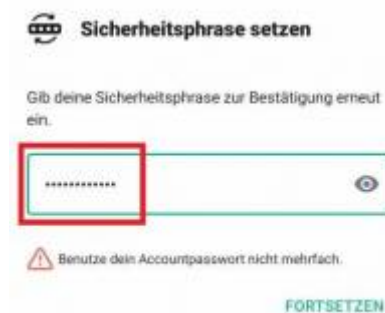 Sicherheitsphrase setzen
Gib deine Sicherheitsphrase zur Bestätigung erneut
ein.
••••••••••••
Benutze dein Accountpasswort nicht mehrfach.
FORTSETZEN